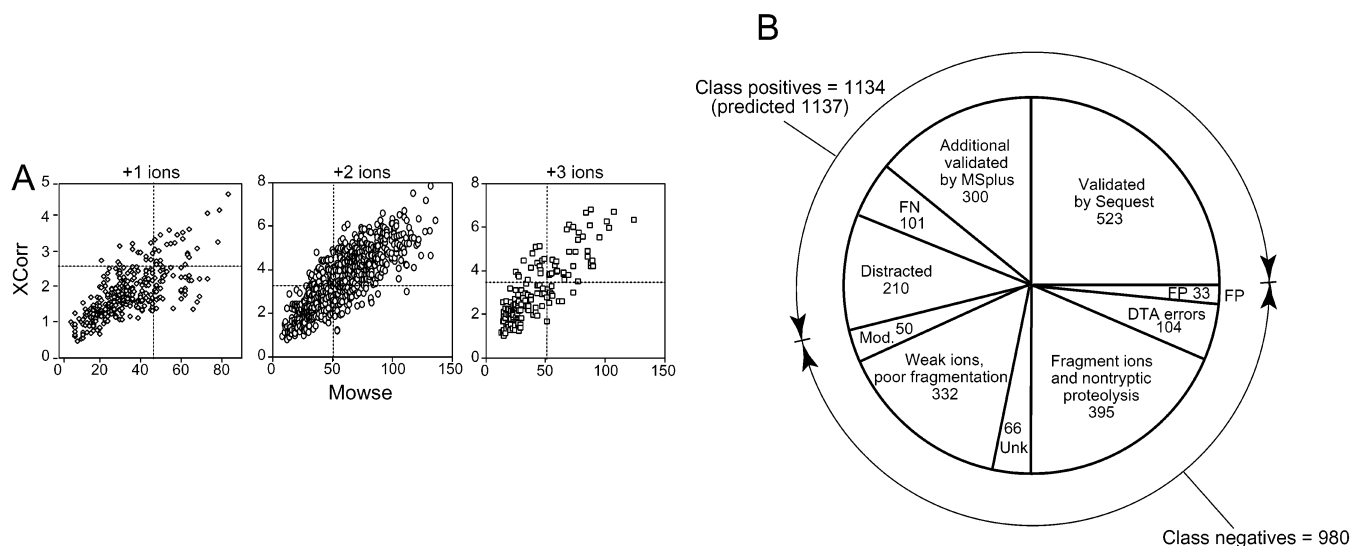 A
+1 ions
+2 ions
+3 ions
XCorr
5
4
3
2
1
0
0
20
40
60
80
8
6
4
2
0
0
50
100
150
8
6
4
2
0
0
50
100
150
Mowse
B
Class positives = 1134
(predicted 1137)
Additional
validated
by MSplus
300
Validated
by Sequest
523
FN
101
Distracted
210
FP 33
FP
DTA errors
104
Mod. 50
Weak ions,
poor fragmentation
332
Fragment ions
and nontryptic
proteolysis
395
66
Unk
Class negatives = 980